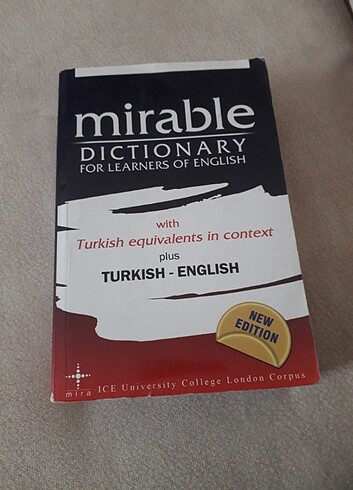 mirable
DICTIONARY
FOR LEARNERS OF ENGLISH
with
Turkish equivalents in context
plus
TURKISH - ENGLISH
NEW
EDITION
mira
ICE University College London Corpus